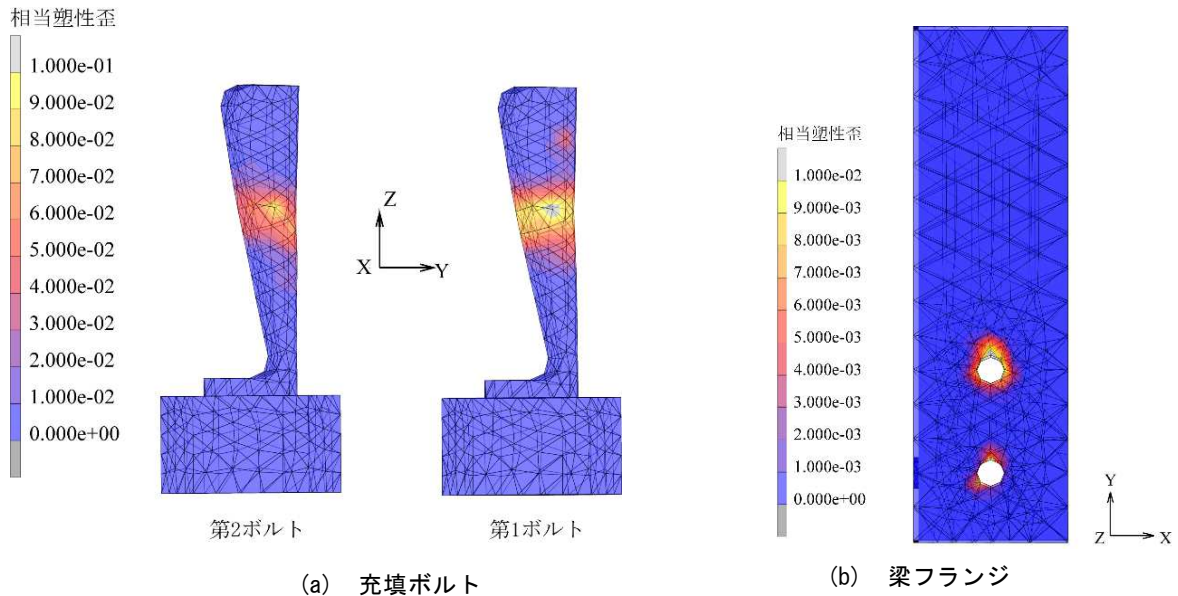 相当塑性歪
1.000e-01
9.000e-02
8.000e-02
7.000e-02
6.000e-02
5.000e-02
4.000e-02
3.000e-02
2.000e-02
1.000e-02
0.000e+00
Z
X
Y
第2ボルト
第1ボルト
(a) 充填ボルト
相当塑性歪
1.000e-02
9.000e-03
8.000e-03
7.000e-03
6.000e-03
5.000e-03
4.000e-03
3.000e-03
2.000e-03
1.000e-03
0.000e+00
Y
Z
X
(b) 梁フランジ